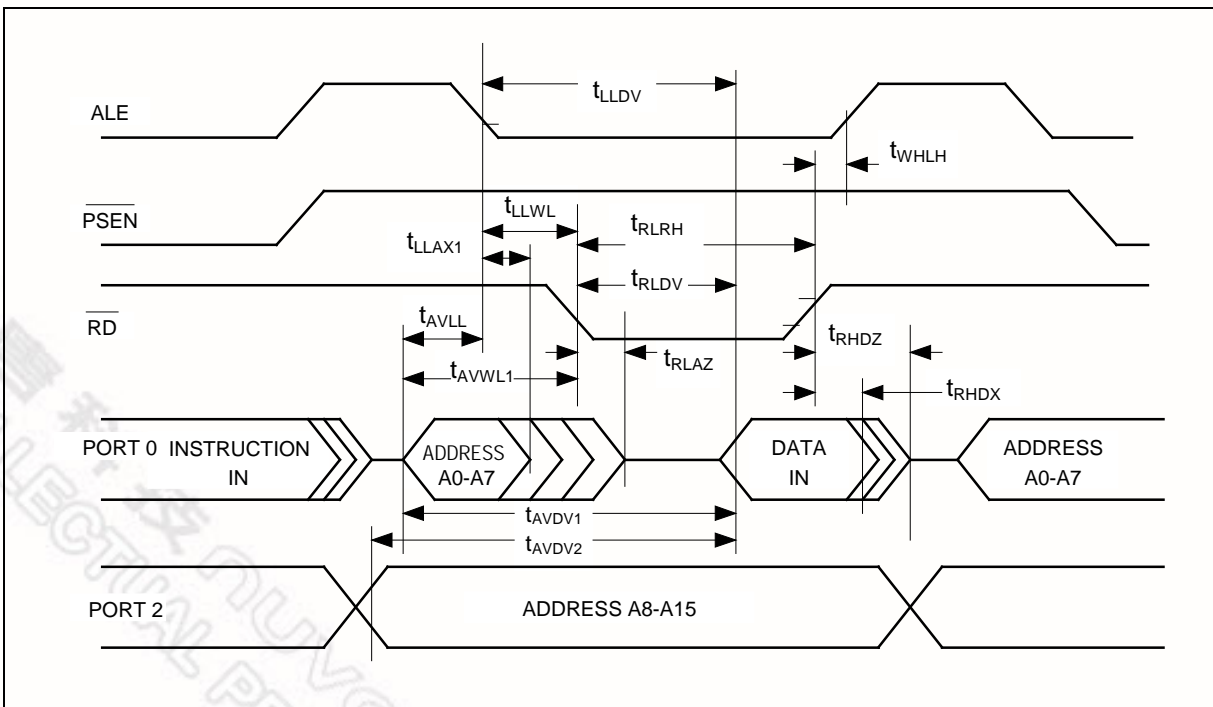 ALE
tLLDV
tWHLH
PSEN
tLLWL
tRLRH
tLLAX1
tRLDV
RD
tAVLL
tRLAZ
tRHDZ
tAVWL1
tRHDX
PORT 0
INSTRUCTION
IN
ADDRESS
A0-A7
DATA
IN
ADDRESS
A0-A7
tAVDV1
tAVDV2
PORT 2
ADDRESS A8-A15